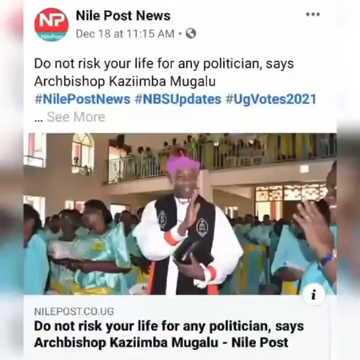 NP
NilePost
Nile Post News
Dec 18 at 11:15 AM •
Do not risk your life for any politician, says
Archbishop Kaziimba Mugalu
#NilePostNews #NBSUpdates #UgVotes2021
... See More
NILEPOST.CO.UG
Do not risk your life for any politician, says
Archbishop Kaziimba Mugalu - Nile Post